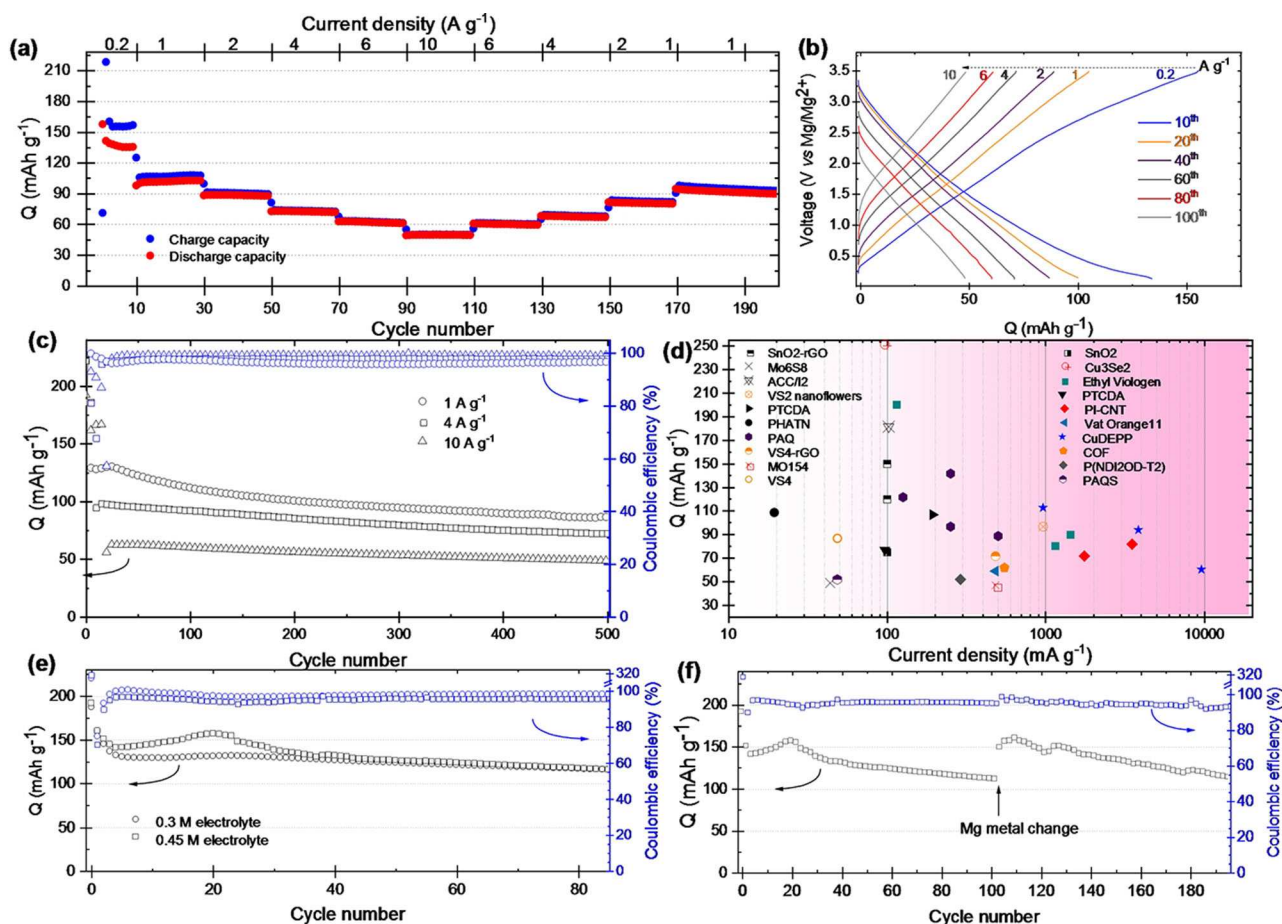 Current density (A g⁻¹)
(a) 0.2 1 2 4 6 10 6 4 2 1 1
210
180
150
120
90
60
30
0
Q (mAh g⁻¹)
Charge capacity
Discharge capacity
10 30 50 70 90 110 130 150 170 190
Cycle number
(b)
A g⁻¹
10 6 4 2 1 0.2
3.5
3.0
2.5
2.0
1.5
1.0
0.5
Voltage (V vs Mg/Mg²⁺)
10th
20th
40th
60th
80th
100th
0 50 100 150
Q (mAh g⁻¹)
(c)
200
150
100
50
0
Q (mAh g⁻¹)
1 A g⁻¹
4 A g⁻¹
10 A g⁻¹
100
80
60
40
20
0
Coulombic efficiency (%)
0 100 200 300 400 500
Cycle number
(d)
250
230
210
190
170
150
130
110
90
70
50
30
Q (mAh g⁻¹)
SnO2-rGO
Mo6S8
ACC/I2
VS2 nanoflowers
PTCDA
PHATN
PAQ
VS4-rGO
MO154
VS4
SnO2
Cu3Se2
Ethyl Viologen
PTCDA
PI-CNT
Vat Orange11
CuDEPP
COF
P(NDI2OD-T2)
PAQS
10 100 1000 10000
Current density (mA g⁻¹)
(e)
200
150
100
50
0
Q (mAh g⁻¹)
0.3 M electrolyte
0.45 M electrolyte
320
100
80
60
40
20
0
Coulombic efficiency (%)
0 20 40 60 80
Cycle number
(f)
200
150
100
50
0
Q (mAh g⁻¹)
Mg metal change
320
100
80
60
40
20
0
Coulombic efficiency (%)
0 20 40 60 80 100 120 140 160 180
Cycle number